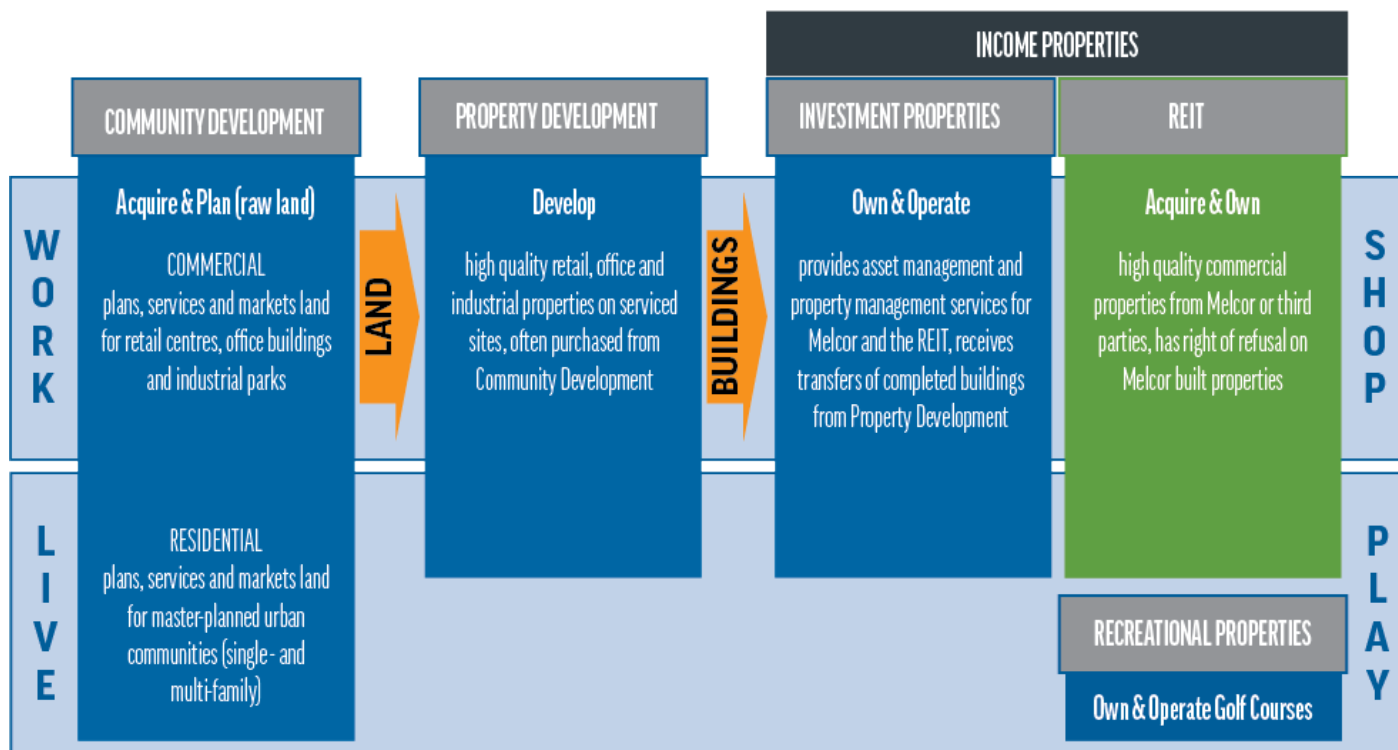 INCOME PROPERTIES
COMMUNITY DEVELOPMENT
PROPERTY DEVELOPMENT
INVESTMENT PROPERTIES
REIT
WORK
Acquire & Plan (raw land)
COMMERCIAL
plans, services and markets land
for retail centres, office buildings
and industrial parks
LAND
Develop
high quality retail, office and
industrial properties on serviced
sites, often purchased from
Community Development
BUILDINGS
Own & Operate
provides asset management and
property management services for
Melcor and the REIT, receives
transfers of completed buildings
from Property Development
Acquire & Own
high quality commercial
properties from Melcor or third
parties, has right of refusal on
Melcor built properties
SHOP
LIVE
RESIDENTIAL
plans, services and markets land
for master-planned urban
communities (single- and
multi-family)
RECREATIONAL PROPERTIES
Own & Operate Golf Courses
PLAY